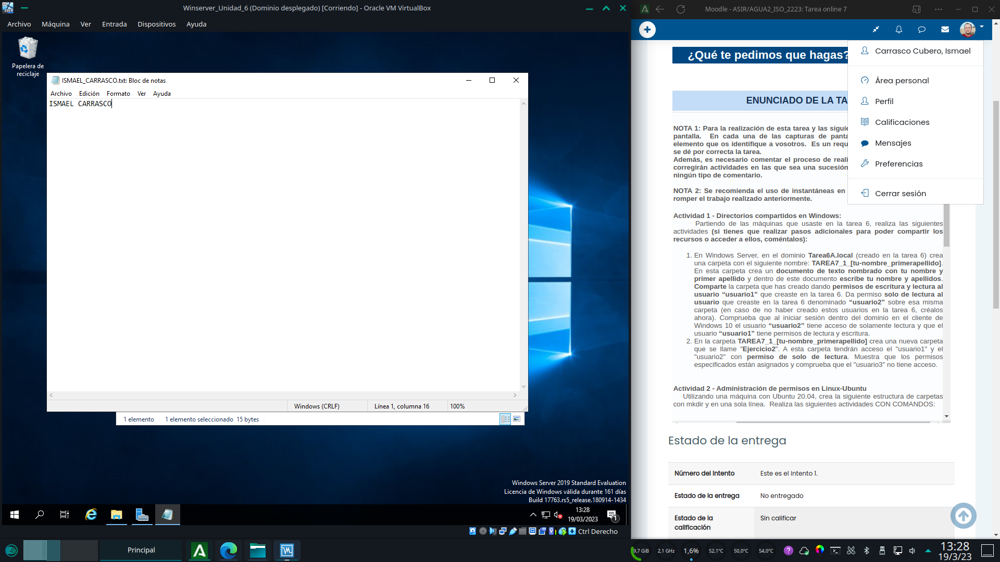 Winserver_Unidad_6 (Dominio desplegado) [Corriendo] - Oracle VM VirtualBox
Archivo Máquina Ver Entrada Dispositivos Ayuda
Papelera de
reciclaje
ISMAEL_CARRASCO.txt: Bloc de notas
Archivo Edición Formato Ver Ayuda
ISMAEL CARRASCO
Windows (CRLF) Línea 1, columna 16 100%
1 elemento 1 elemento seleccionado 15 bytes
Windows Server 2019 Standard Evaluation
Licencia de Windows válida durante 161 días
Build 17763.rs5_release.180914-1434
13:28
19/03/2023
1
Ctrl Derecho
Moodle - ASIR/AGUA2_ISO_2223: Tarea online 7
¿Qué te pedimos que hagas?
Carrasco Cubero, Ismael
Área personal
Perfil
Calificaciones
Mensajes
Preferencias
Cerrar sesión
ENUNCIADO DE LA TA
NOTA 1: Para la realización de esta tarea y las siguie
pantalla. En cada una de las capturas de panta
elemento que os identifique a vosotros. Es un requ
se dé por correcta la tarea.
Además, es necesario comentar el proceso de reali
corregirán actividades en las que sea una sucesión
ningún tipo de comentario.
NOTA 2: Se recomienda el uso de instantáneas en
romper el trabajo realizado anteriormente.
Actividad 1 - Directorios compartidos en Windows:
Partiendo de las máquinas que usaste en la tarea 6, realiza las siguientes
actividades (si tienes que realizar pasos adicionales para poder compartir los
recursos o acceder a ellos, coméntalos):
1. En Windows Server, en el dominio Tarea6A.local (creado en la tarea 6) crea
una carpeta con el siguiente nombre: TAREA7_1_[tu-nombre_primerapellido].
En esta carpeta crea un documento de texto nombrado con tu nombre y
primer apellido y dentro de este documento escribe tu nombre y apellidos.
Comparte la carpeta que has creado dando permisos de escritura y lectura al
usuario “usuario1” que creaste en la tarea 6. Da permiso solo de lectura al
usuario que creaste en la tarea 6 denominado “usuario2” sobre esa misma
carpeta (en caso de no haber creado estos usuarios en la tarea 6, créalos
ahora). Comprueba que al iniciar sesión dentro del dominio en el cliente de
Windows 10 el usuario “usuario2” tiene acceso de solamente lectura y que el
usuario “usuario1” tiene permisos de lectura y escritura.
2. En la carpeta TAREA7_1_[tu-nombre_primerapellido] crea una nueva carpeta
que se llame "Ejercicio2". A esta carpeta tendrán acceso el "usuario1" y el
"usuario2" con permiso de solo de lectura. Muestra que los permisos
especificados están asignados y comprueba que el "usuario3" no tiene acceso.
Actividad 2 - Administración de permisos en Linux-Ubuntu
Utilizando una máquina con Ubuntu 20.04, crea la siguiente estructura de carpetas
con mkdir y en una sola línea. Realiza las siguientes actividades CON COMANDOS:
Estado de la entrega
Número del intento Este es el intento 1.
Estado de la entrega No entregado
Estado de la
calificación
Sin calificar
Principal
9,7 GiB 2,1 GHz 1,6% 52,1°C 50,0°C 54,0°C
13:28
19/3/23